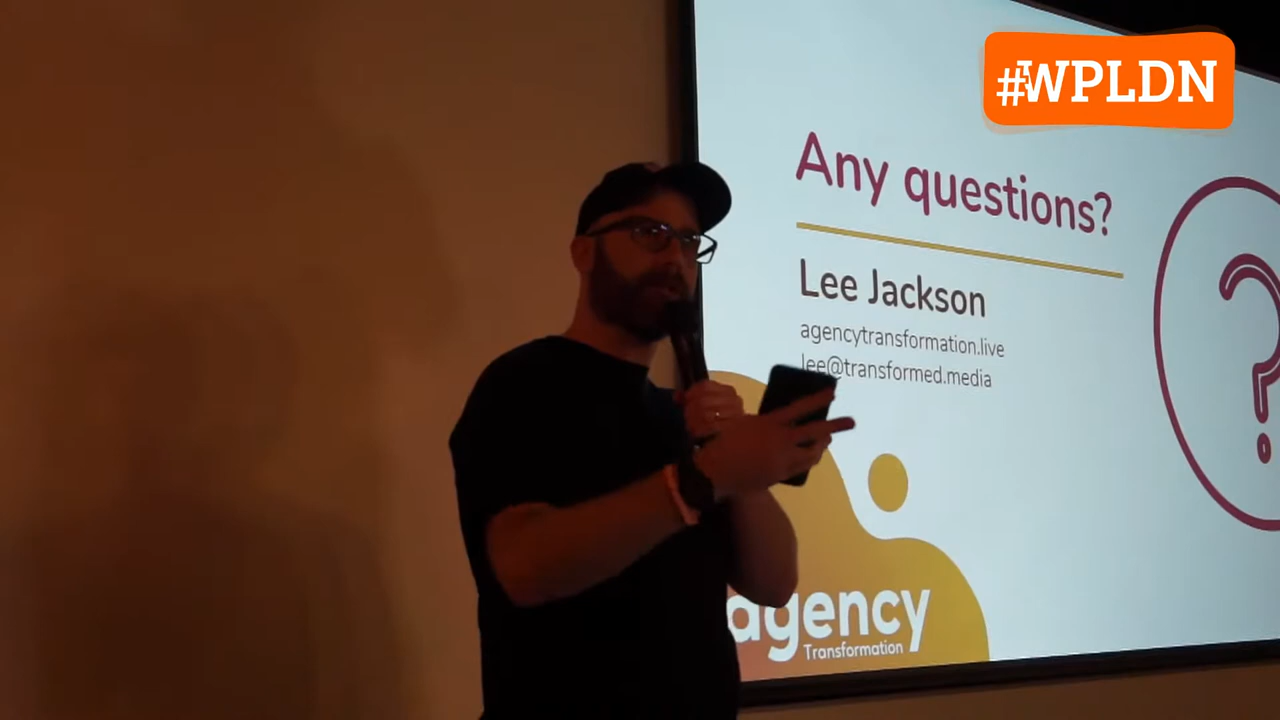 #WPLDN
Any questions?
Lee Jackson
agencytransformation.live
lee@transformed.media
agency
Transformation